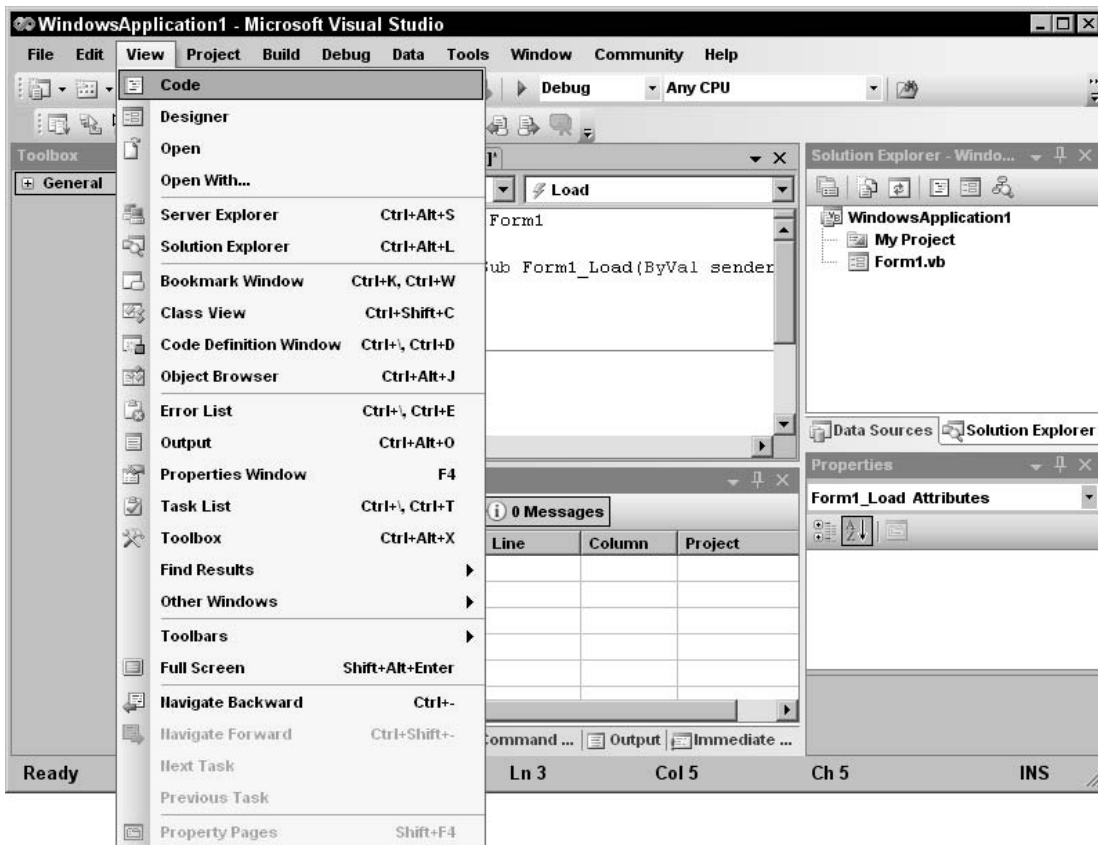 WindowsApplication1 - Microsoft Visual Studio
File Edit View Project Build Debug Data Tools Window Community Help
Debug Any CPU
Code
Designer
Open
Open With...
Server Explorer Ctrl+Alt+S
Solution Explorer Ctrl+Alt+L
Bookmark Window Ctrl+K, Ctrl+W
Class View Ctrl+Shift+C
Code Definition Window Ctrl+\, Ctrl+D
Object Browser Ctrl+Alt+J
Error List Ctrl+\, Ctrl+E
Output Ctrl+Alt+O
Properties Window F4
Task List Ctrl+\, Ctrl+T
Toolbox Ctrl+Alt+X
Find Results
Other Windows
Toolbars
Full Screen Shift+Alt+Enter
Navigate Backward Ctrl+-
Navigate Forward Ctrl+Shift+-
Next Task
Previous Task
Property Pages Shift+F4
Toolbox
General
]*
Load
Form1
Sub Form1_Load(ByVal sender
0 Messages
Line Column Project
Command ... Output Immediate ...
Solution Explorer - Windo...
WindowsApplication1
My Project
Form1.vb
Data Sources Solution Explorer
Properties
Form1_Load Attributes
Ready Ln 3 Col 5 Ch 5 INS